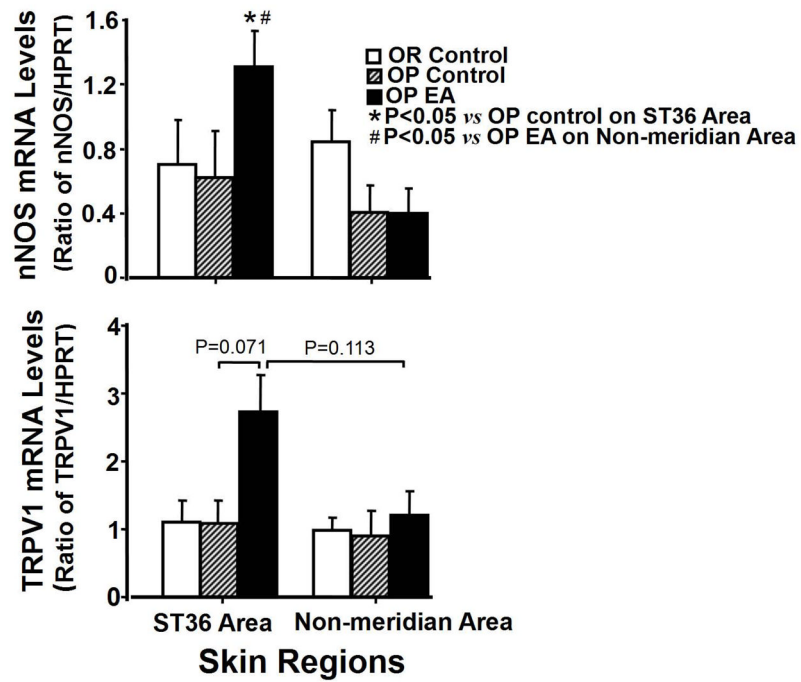 nNOS mRNA Levels
(Ratio of nNOS/HPRT)
1.6
1.2
0.8
0.4
0
*#
OR Control
OP Control
OP EA
*P<0.05 vs OP control on ST36 Area
#P<0.05 vs OP EA on Non-meridian Area
TRPV1 mRNA Levels
(Ratio of TRPV1/HPRT)
4
3
2
1
0
P=0.071
P=0.113
ST36 Area
Non-meridian Area
Skin Regions